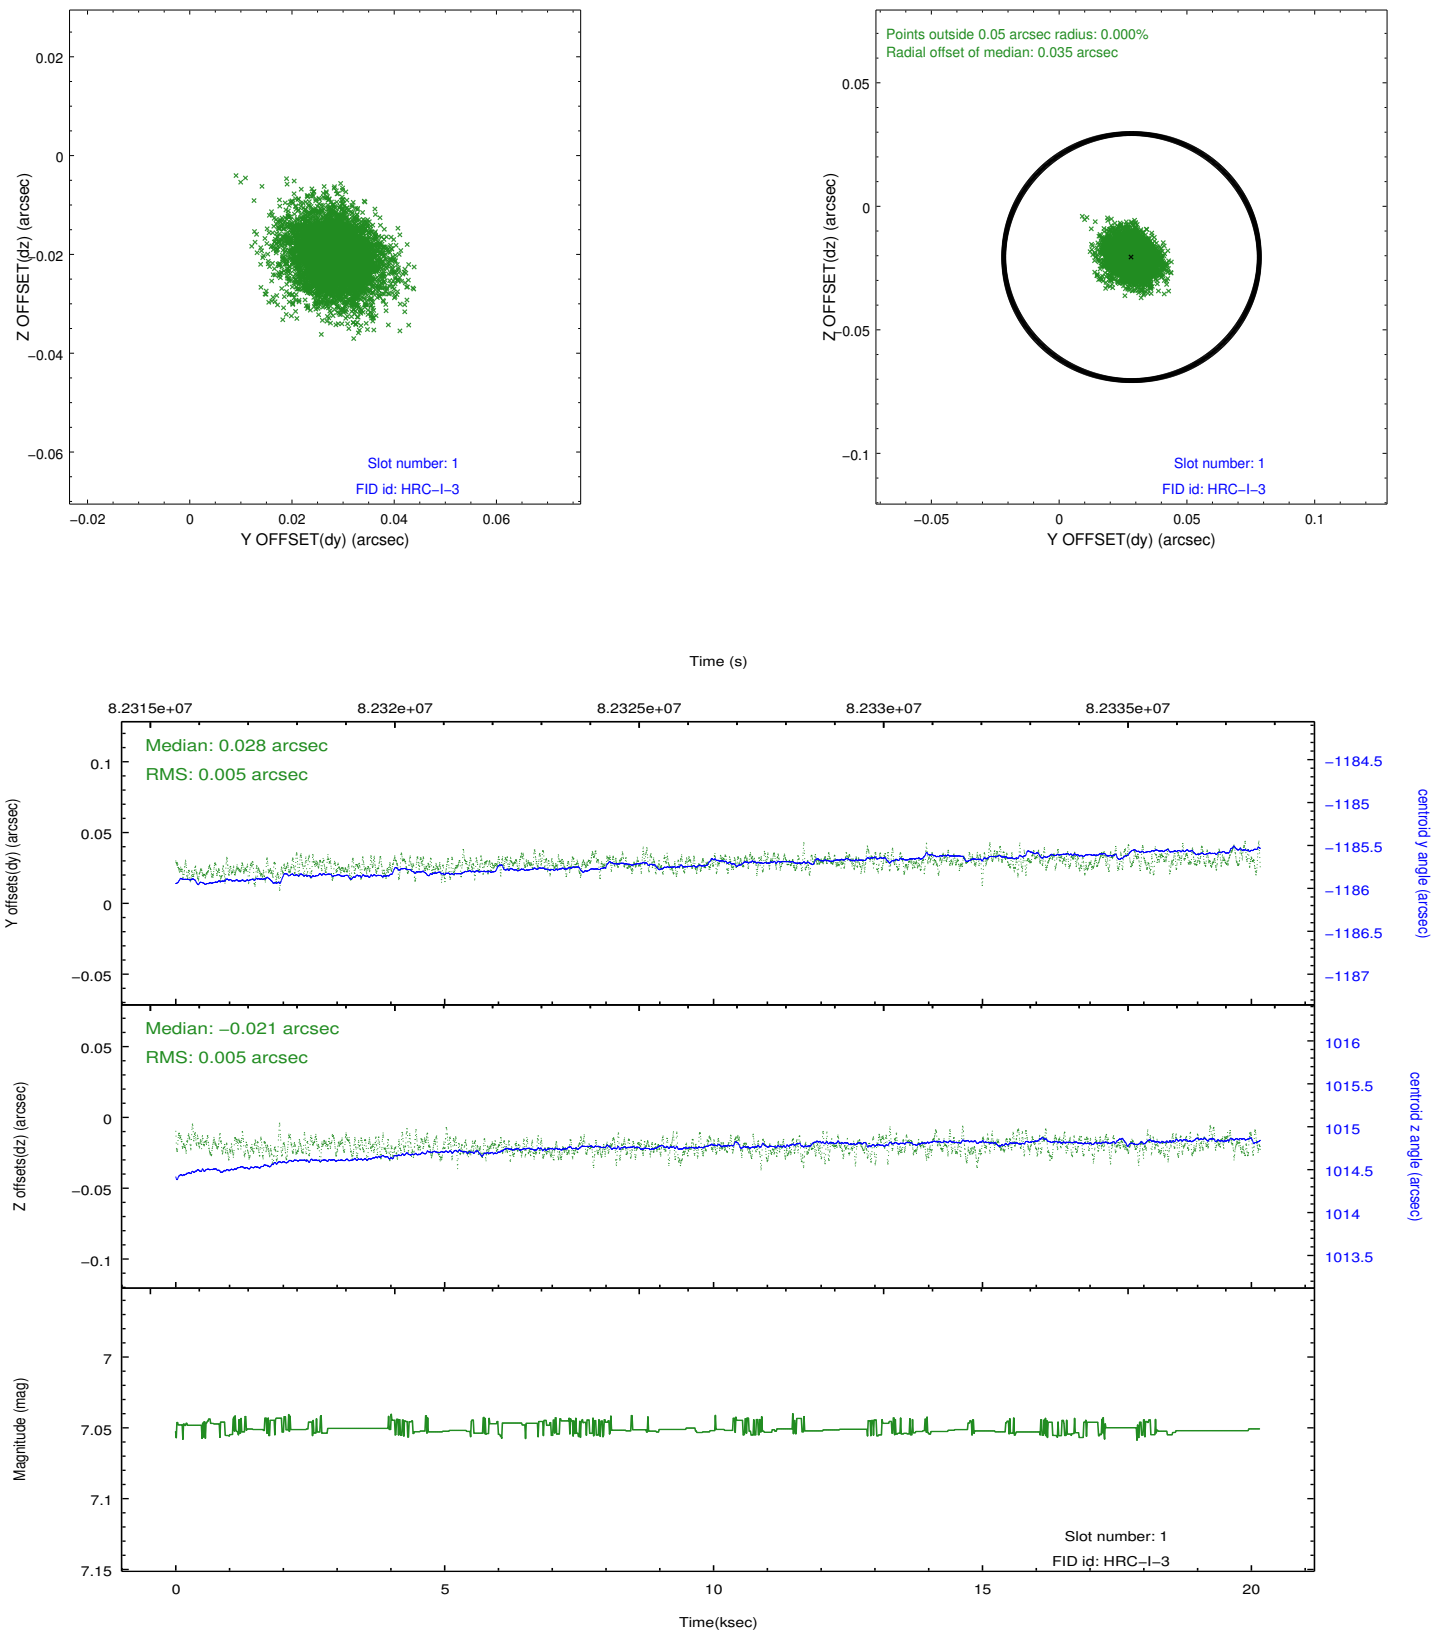 0.02
0
−0.02
−0.04
−0.06
Z OFFSET(dz) (arcsec)
Slot number: 1
FID id: HRC−I−3
−0.02
0
0.02
0.04
0.06
Y OFFSET(dy) (arcsec)
Points outside 0.05 arcsec radius: 0.000%
Radial offset of median: 0.035 arcsec
0.05
0
−0.05
−0.1
Z OFFSET(dz) (arcsec)
Slot number: 1
FID id: HRC−I−3
−0.05
0
0.05
0.1
Y OFFSET(dy) (arcsec)
Time (s)
8.2315e+07
8.232e+07
8.2325e+07
8.233e+07
8.2335e+07
Median: 0.028 arcsec
RMS: 0.005 arcsec
0.1
0.05
0
−0.05
Y offsets(dy) (arcsec)
−1184.5
−1185
−1185.5
−1186
−1186.5
−1187
centroid y angle (arcsec)
Median: −0.021 arcsec
RMS: 0.005 arcsec
0.05
0
−0.05
−0.1
Z offsets(dz) (arcsec)
1016
1015.5
1015
1014.5
1014
1013.5
centroid z angle (arcsec)
7
7.05
7.1
7.15
Magnitude (mag)
Slot number: 1
FID id: HRC−I−3
0
5
10
15
20
Time(ksec)